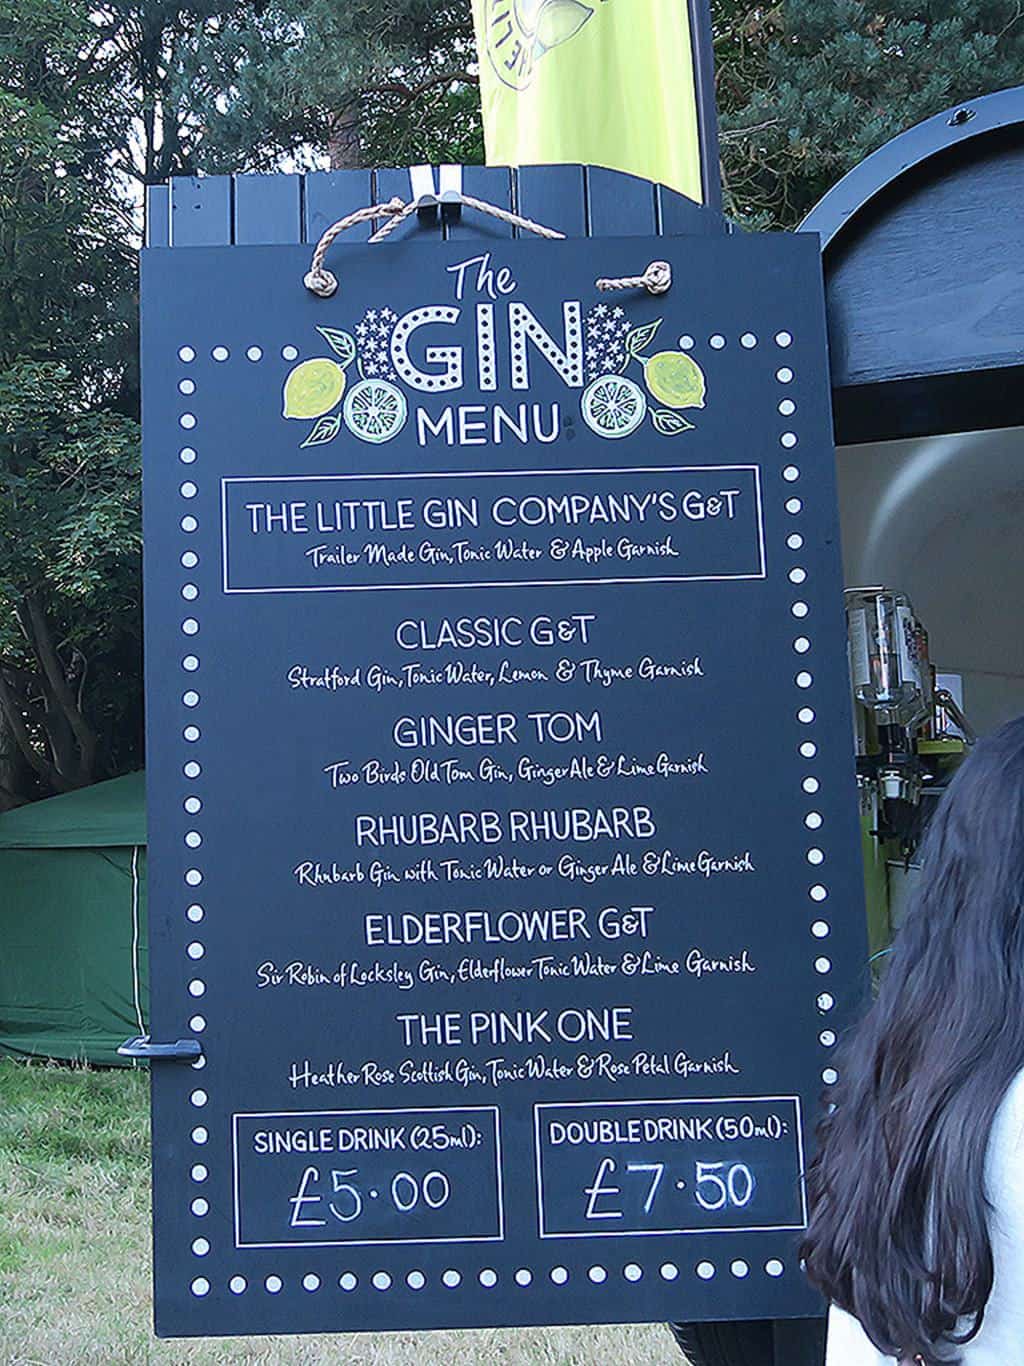 The
GIN
MENU
THE LITTLE GIN COMPANY'S G&T
Trailer Made Gin, Tonic Water & Apple Garnish
CLASSIC G&T
Stratford Gin, Tonic Water, Lemon & Thyme Garnish
GINGER TOM
Two Birds Old Tom Gin, Ginger Ale & Lime Garnish
RHUBARB RHUBARB
Rhubarb Gin with Tonic Water or Ginger Ale & Lime Garnish
ELDERFLOWER G&T
Sir Robin of Locksley Gin, Elderflower Tonic Water & Lime Garnish
THE PINK ONE
Heather Rose Scottish Gin, Tonic Water & Rose Petal Garnish
SINGLE DRINK (25ml):
£5.00
DOUBLE DRINK (50ml):
£7.50